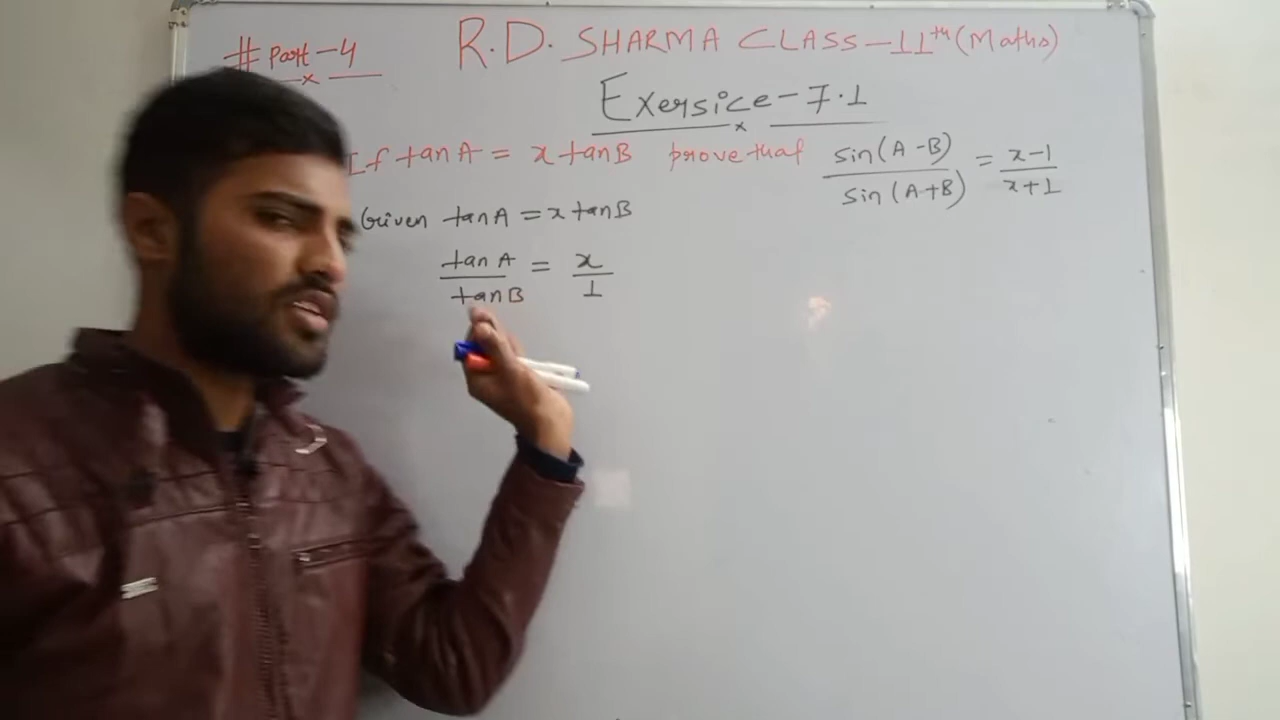 # Part-4
R.D. SHARMA CLASS-11th (Maths)
Exersice-7.1
If tanA = x tanB prove that sin(A-B)/sin(A+B) = x-1/x+1
Given tanA = x tanB
tanA/tanB = x/1